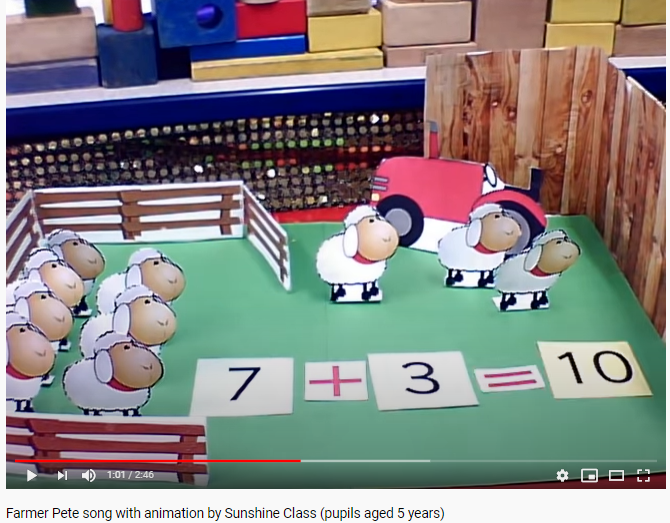 7 + 3 = 10
1:01 / 2:46
Farmer Pete song with animation by Sunshine Class (pupils aged 5 years)